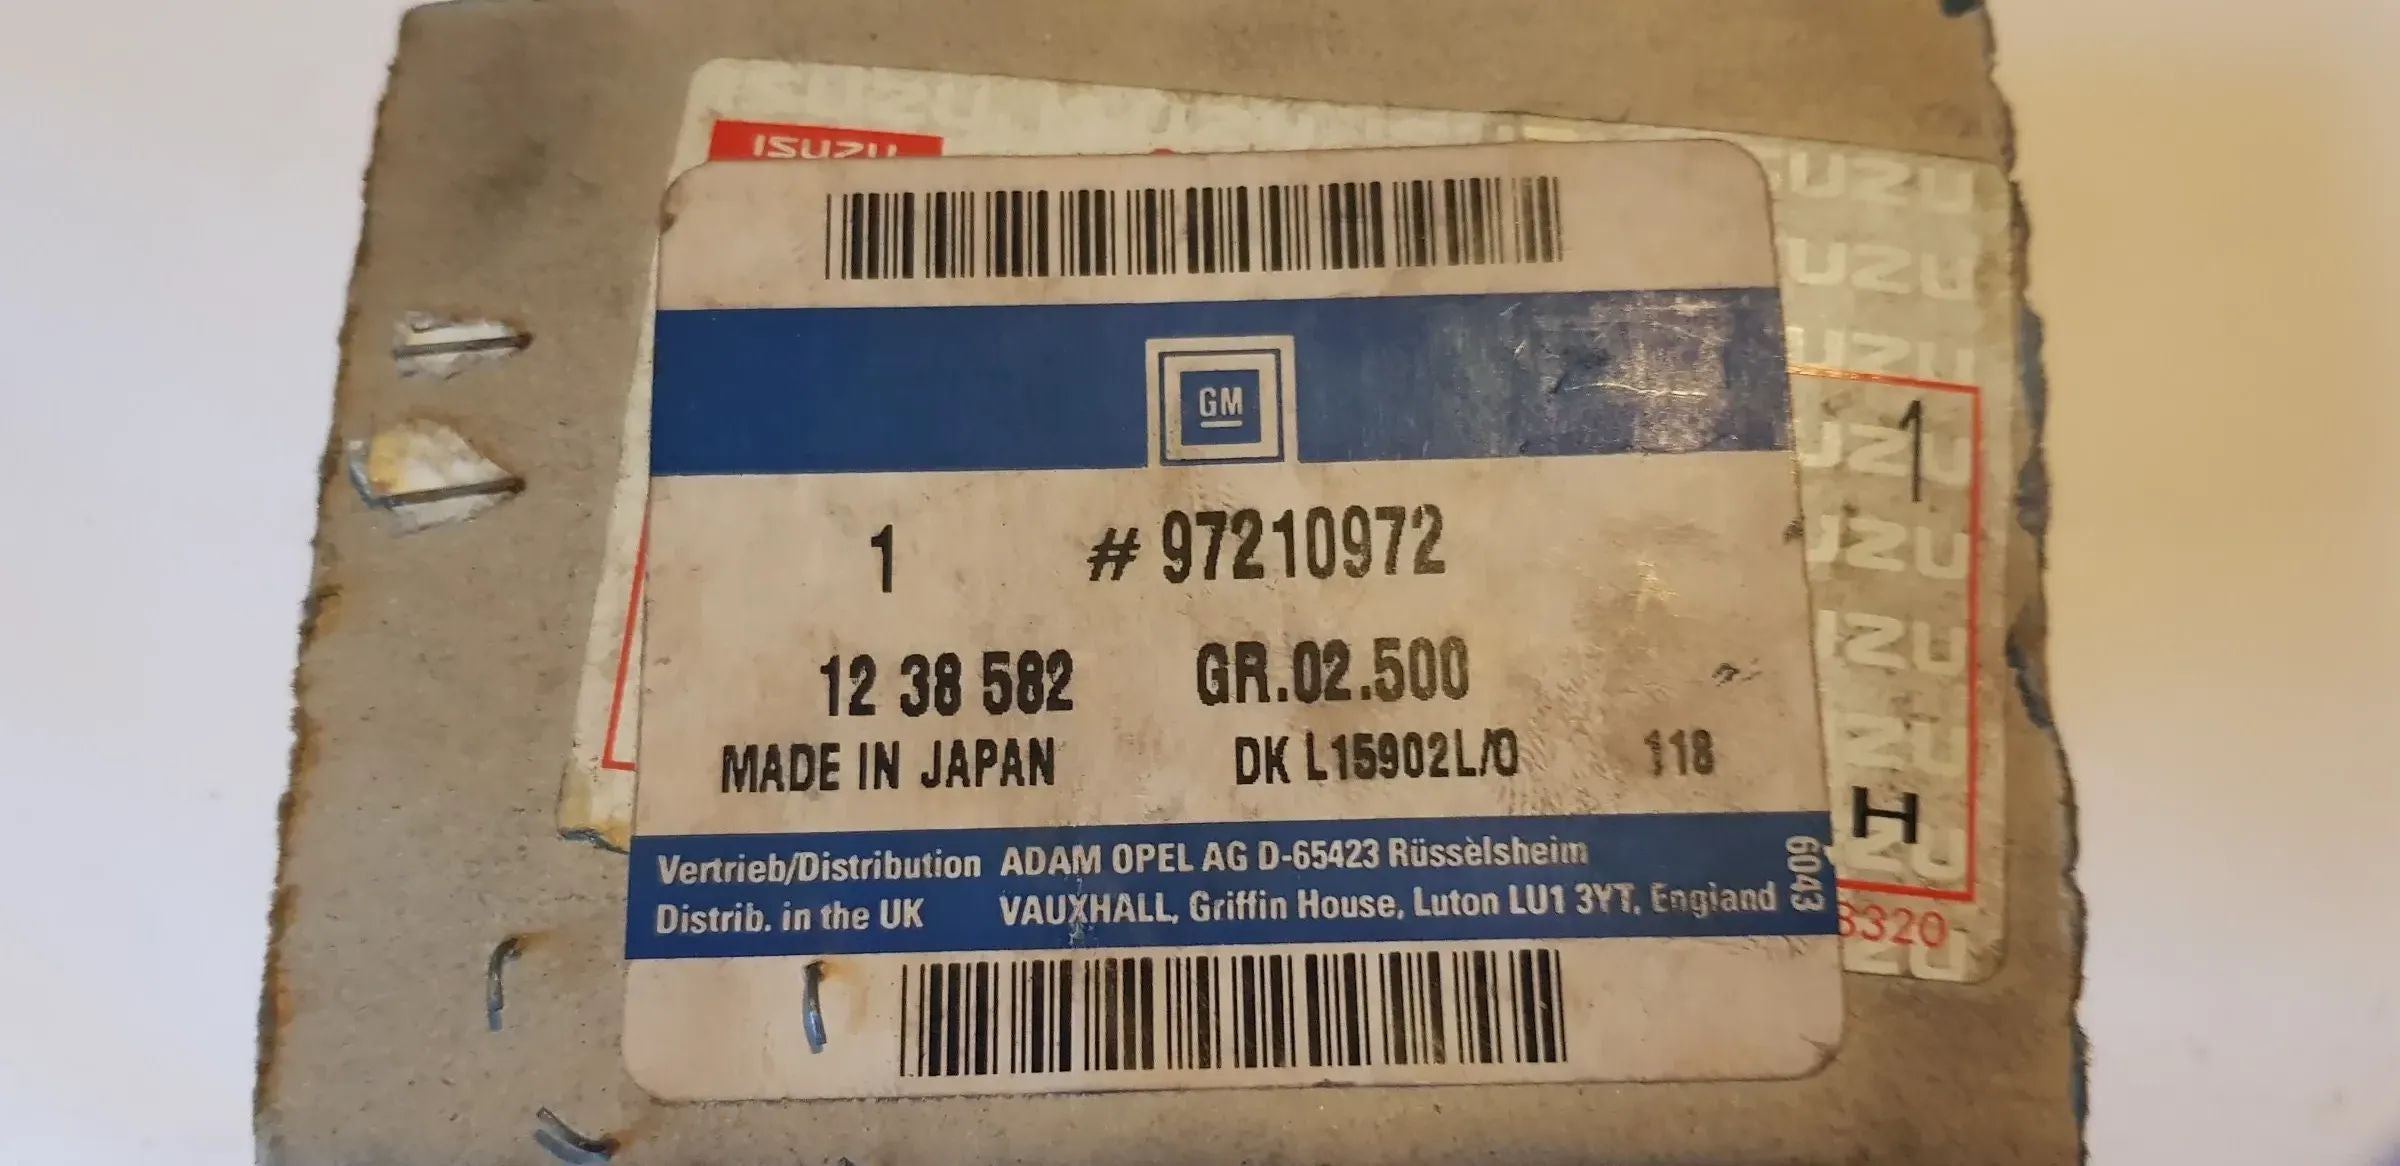 ISUZU
GM
1 # 97210972
1
12 38 582 GR.02.500
MADE IN JAPAN DK L15902L/0 118
H
Vertrieb/Distribution ADAM OPEL AG D-65423 Rüsselsheim
Distrib. in the UK VAUXHALL, Griffin House, Luton LU1 3YT, England
6043
3320